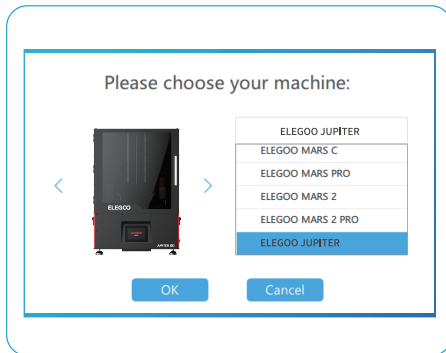 Please choose your machine:
ELEGOO JUPITER
ELEGOO MARS C
ELEGOO MARS PRO
ELEGOO MARS 2
ELEGOO MARS 2 PRO
ELEGOO JUPITER
ELEGOO
OK
Cancel